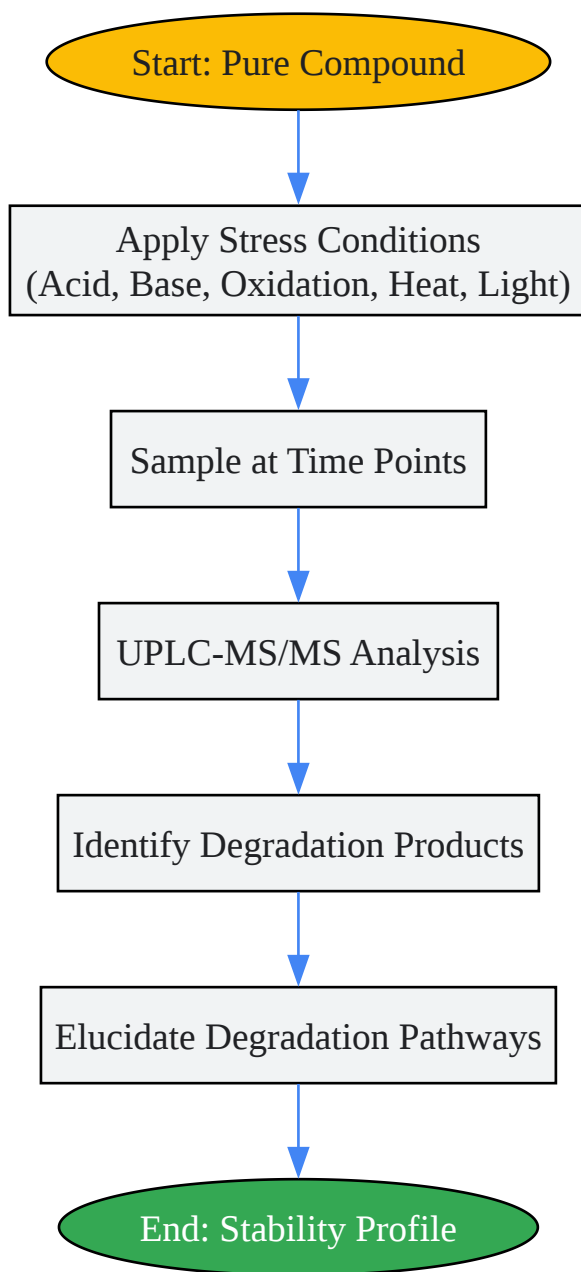 Start: Pure Compound
Apply Stress Conditions
(Acid, Base, Oxidation, Heat, Light)
Sample at Time Points
UPLC-MS/MS Analysis
Identify Degradation Products
Elucidate Degradation Pathways
End: Stability Profile